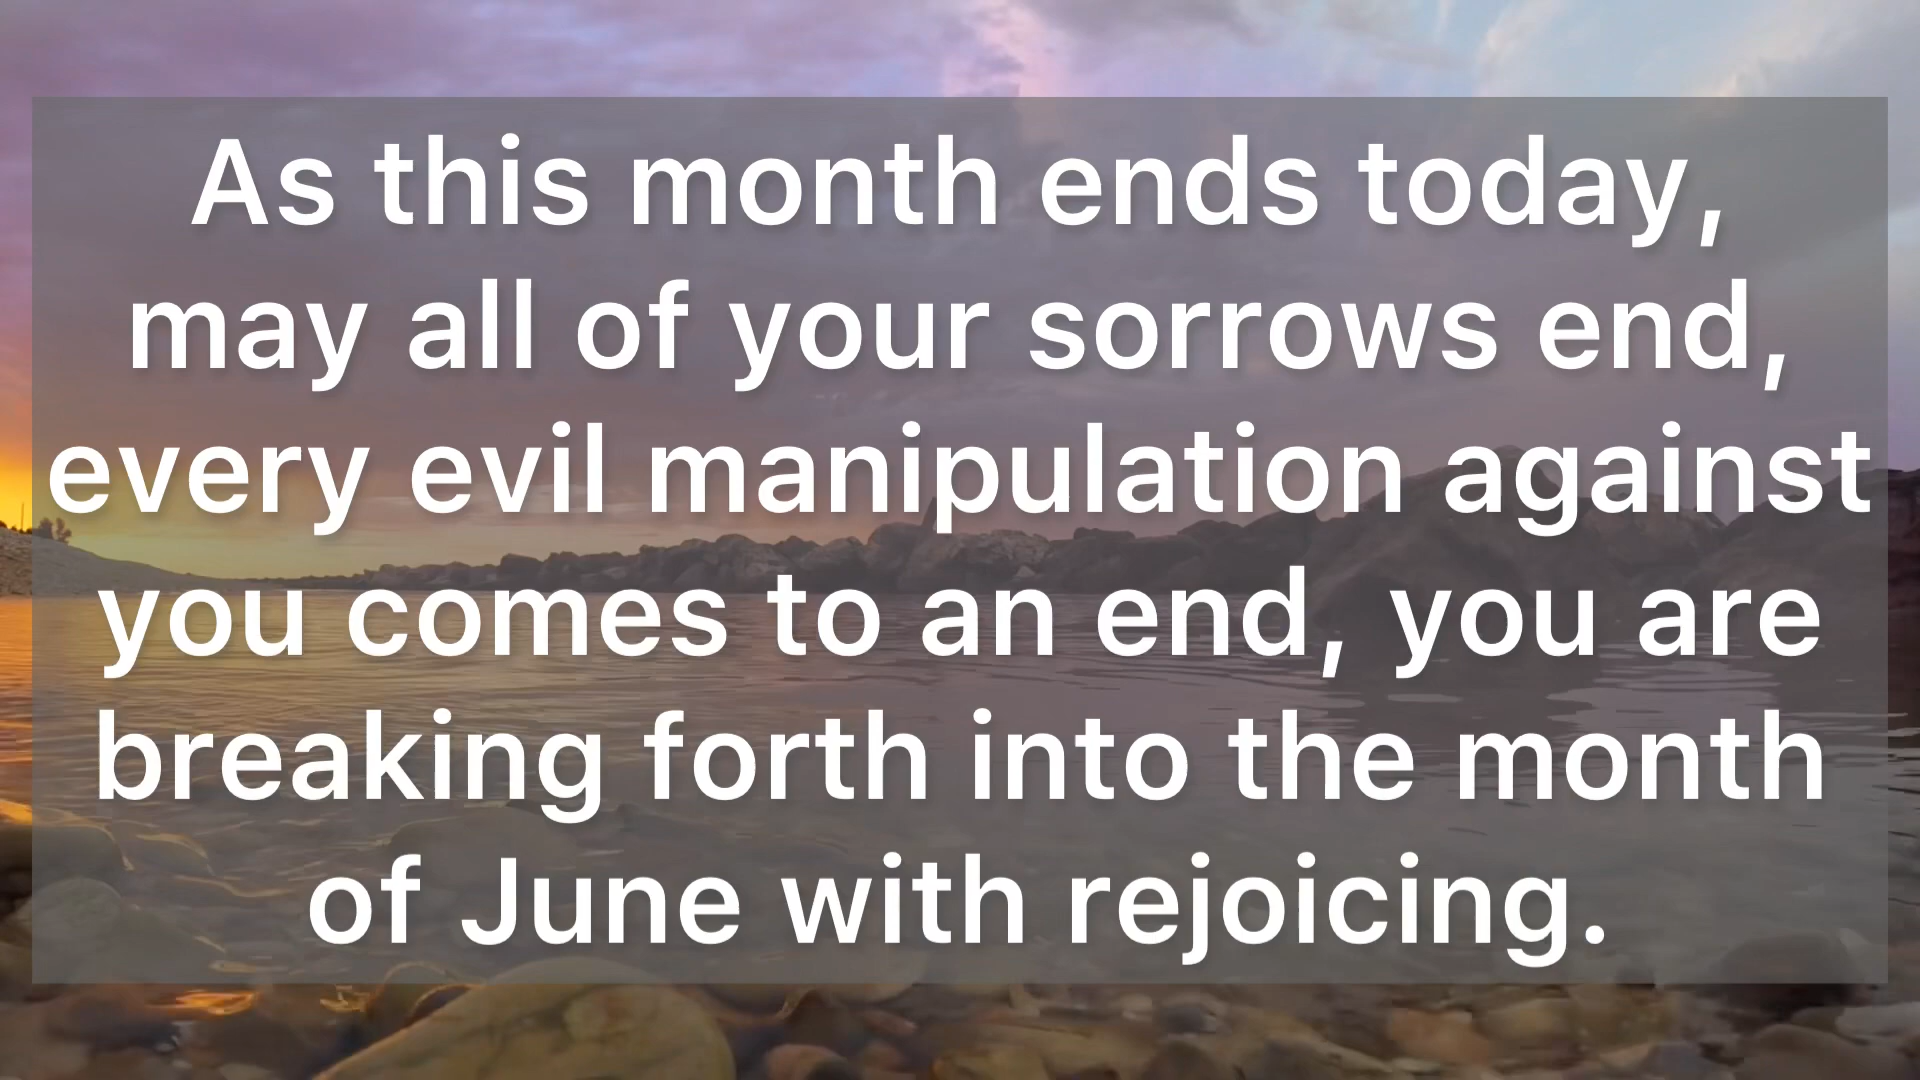 As this month ends today,
may all of your sorrows end,
every evil manipulation against
you comes to an end, you are
breaking forth into the month
of June with rejoicing.